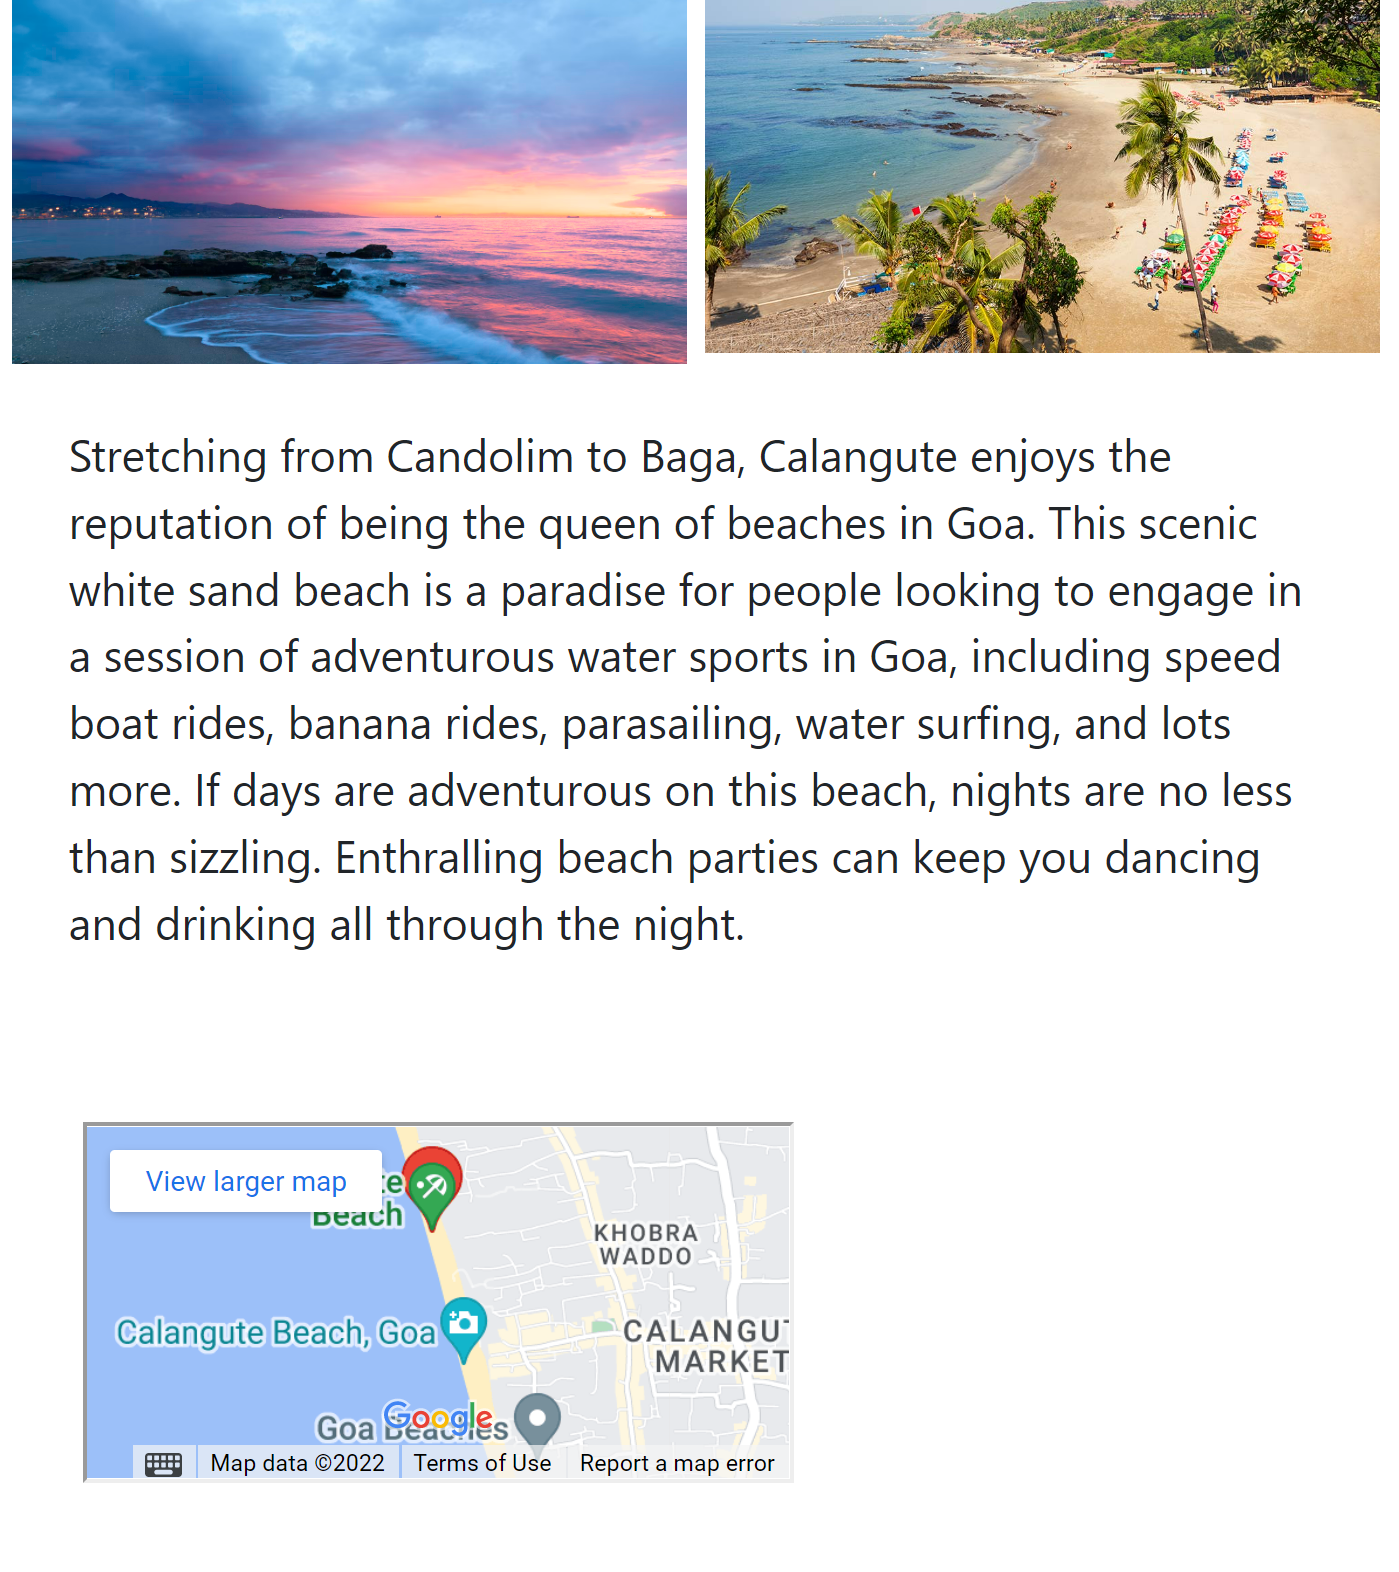 Stretching from Candolim to Baga, Calangute enjoys the
reputation of being the queen of beaches in Goa. This scenic
white sand beach is a paradise for people looking to engage in
a session of adventurous water sports in Goa, including speed
boat rides, banana rides, parasailing, water surfing, and lots
more. If days are adventurous on this beach, nights are no less
than sizzling. Enthralling beach parties can keep you dancing
and drinking all through the night.
View larger map
Beach
KHOBRA
WADDO
Calangute Beach, Goa
MARKET
Google
Goa Beaches
Map data ©2022 Terms of Use Report a map error